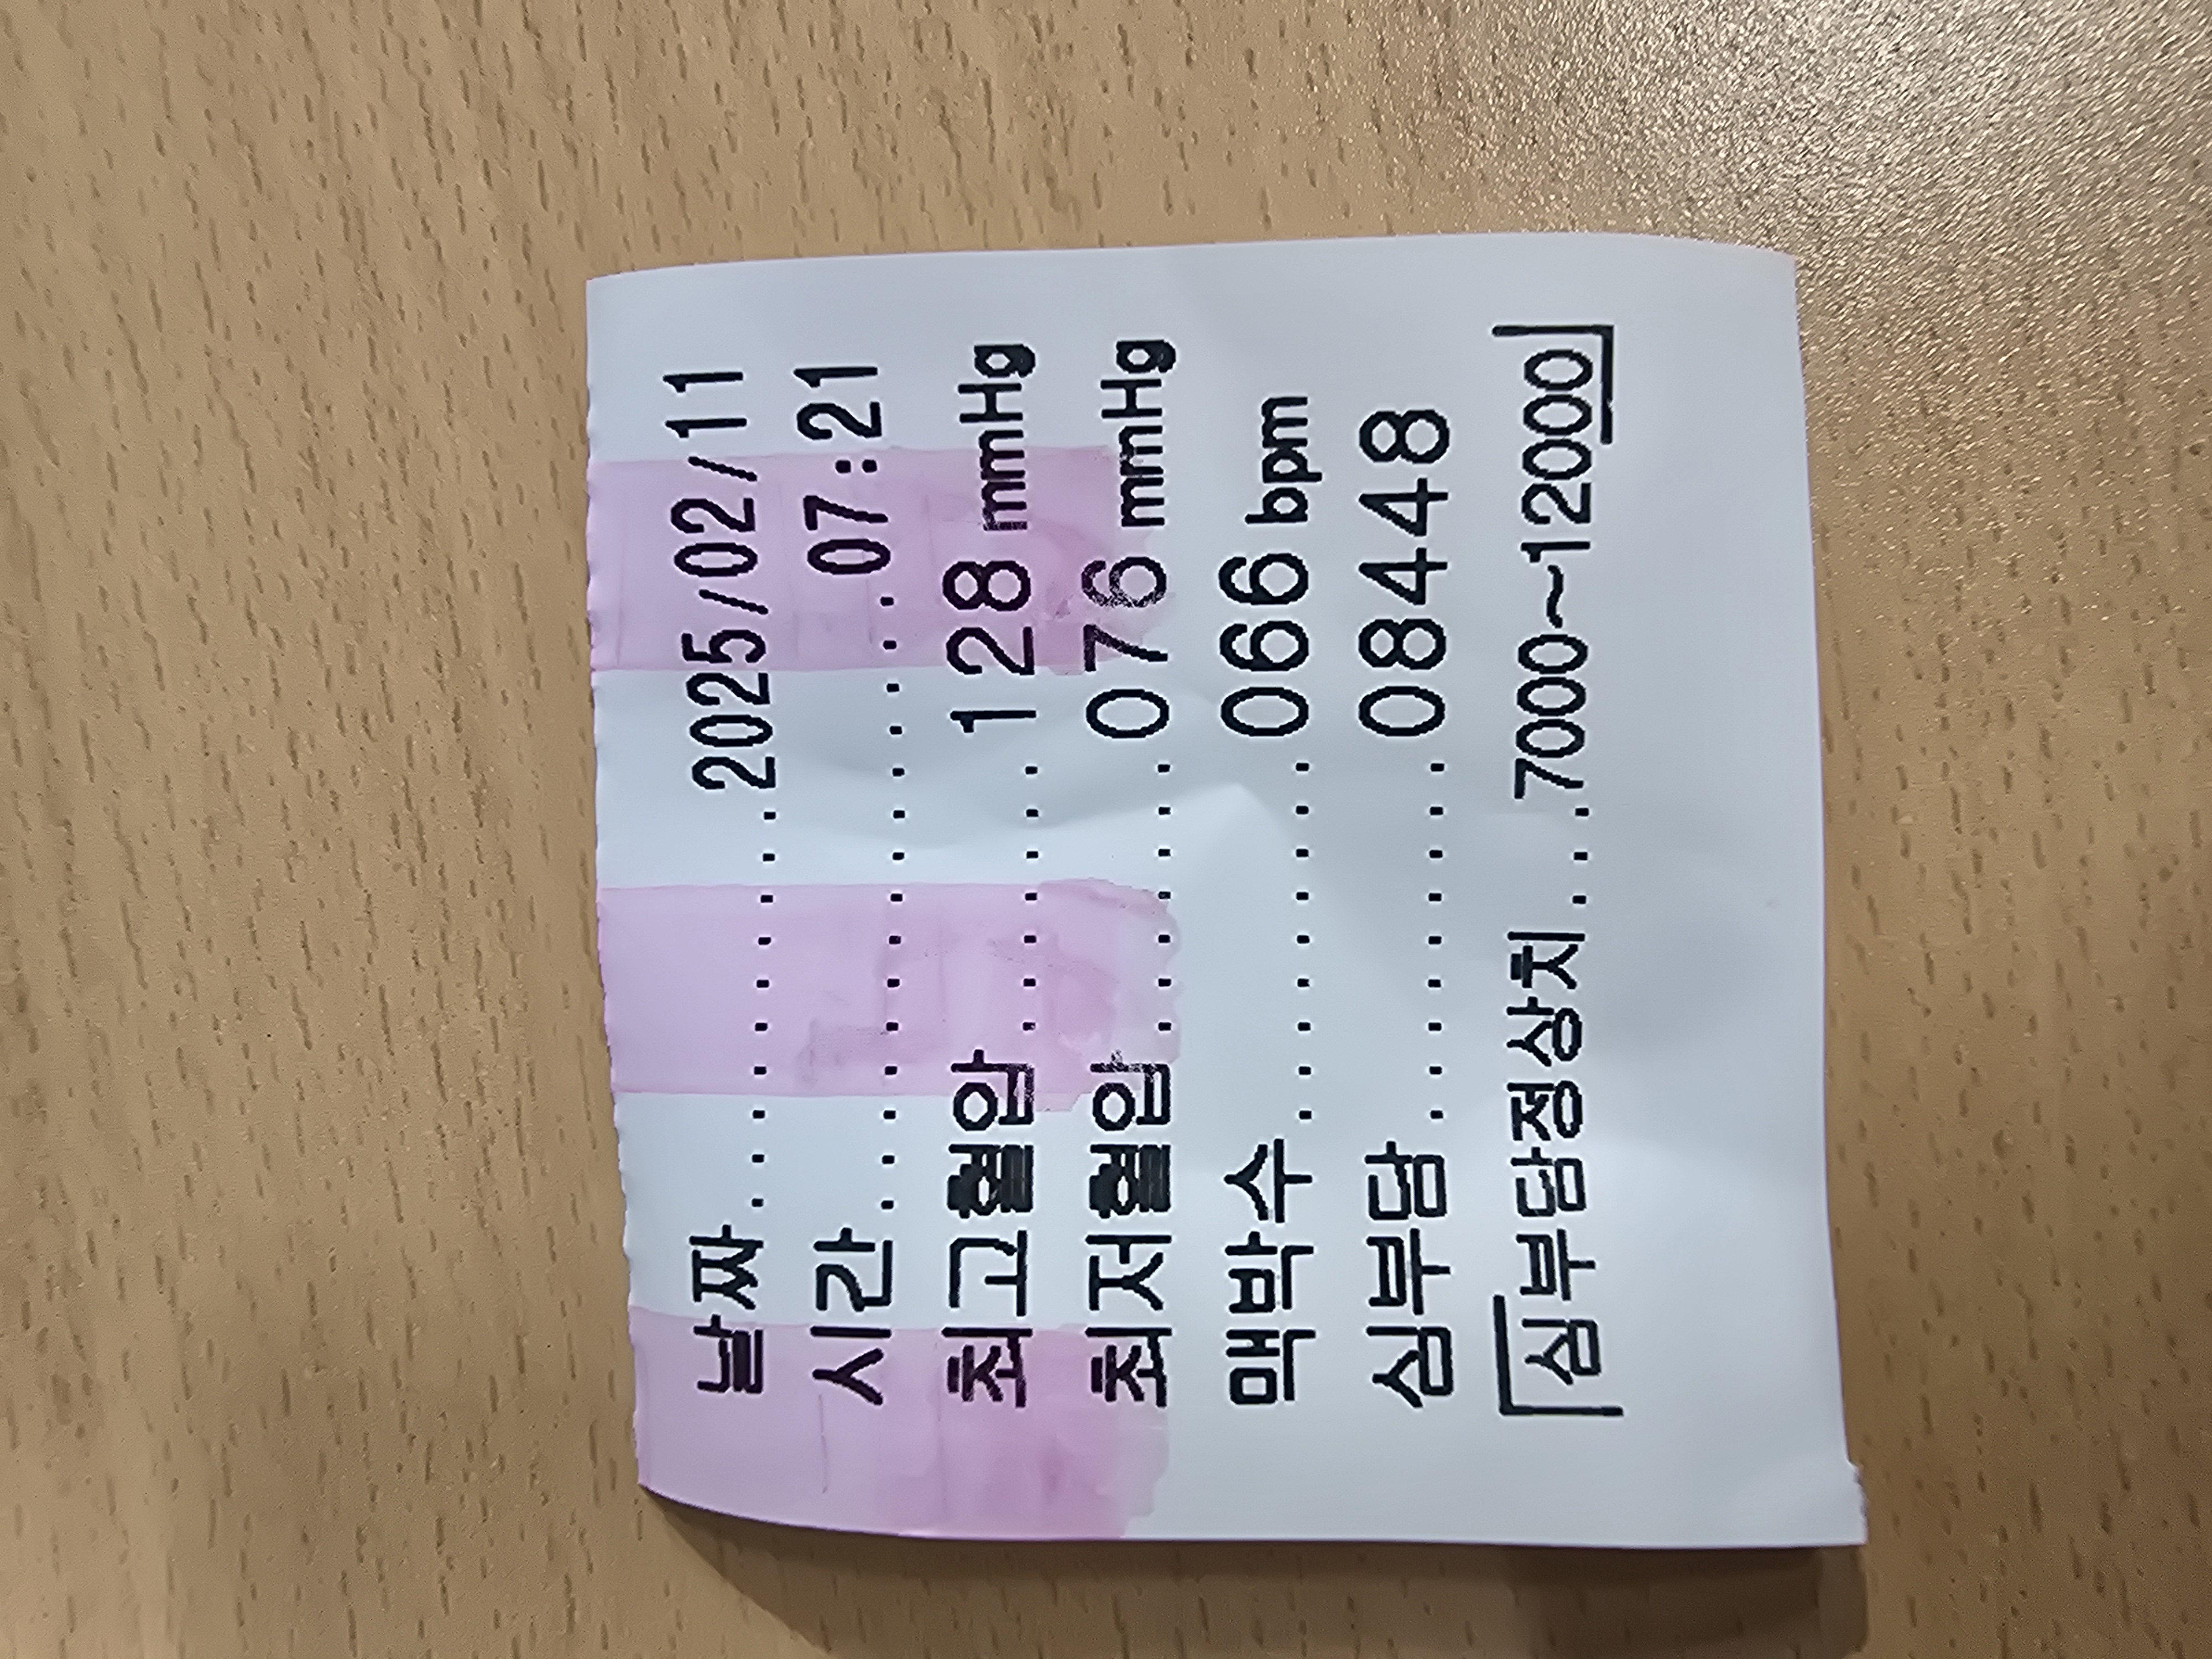 날짜....................2025/02/11
시간........................07:21
최고혈압.......128 mmHg
최저혈압.......076 mmHg
맥박수.........066 bpm
심부담.........08448
「심부담정상치...7000~12000」